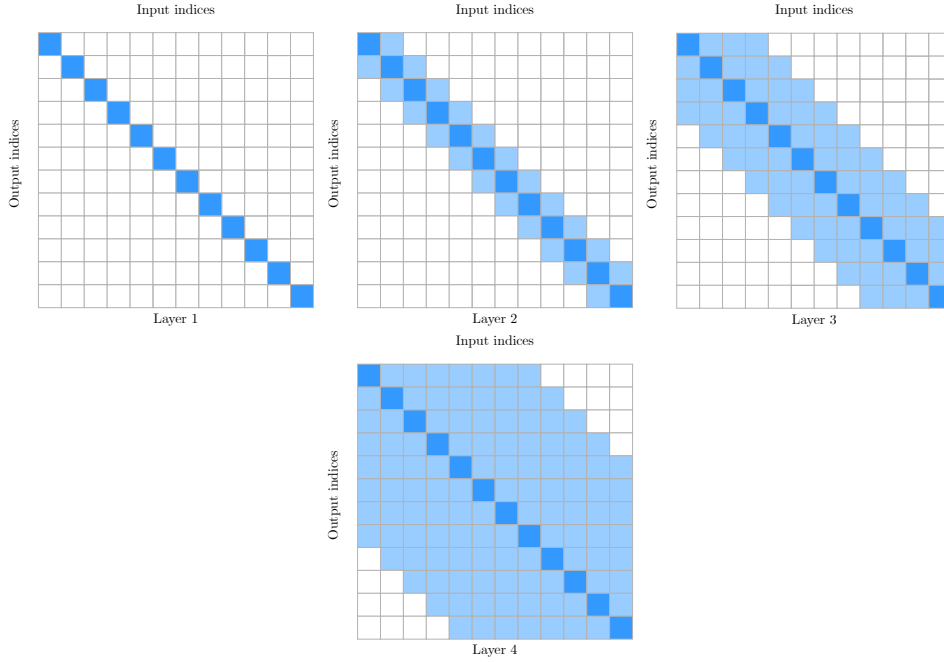 Input indices
Input indices
Input indices
Output indices
Output indices
Output indices
Layer 1
Layer 2
Layer 3
Input indices
Output indices
Layer 4